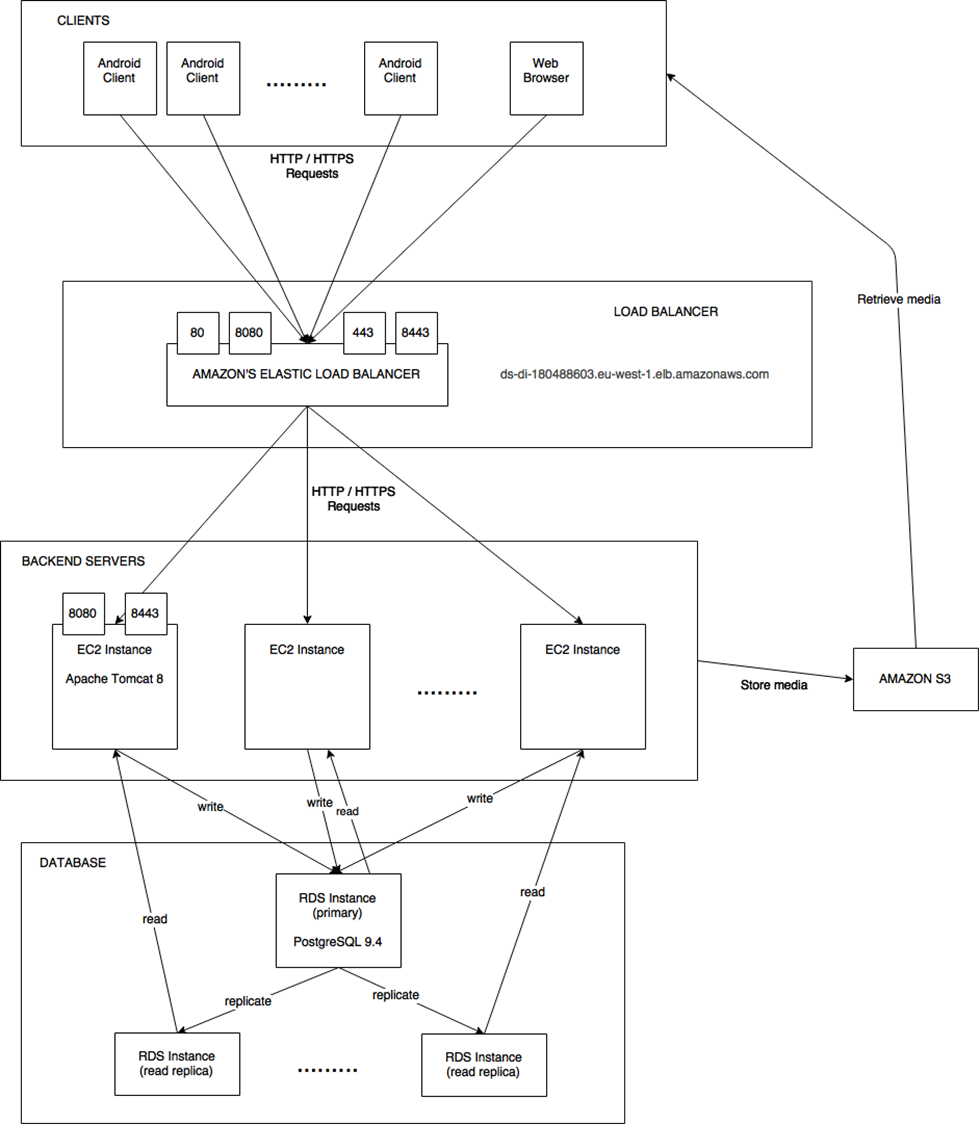 CLIENTS
Android
Client
Android
Client
.........
Android
Client
Web
Browser
HTTP / HTTPS
Requests
Retrieve media
LOAD BALANCER
80
8080
443
8443
AMAZON'S ELASTIC LOAD BALANCER
ds-di-180488603.eu-west-1.elb.amazonaws.com
HTTP / HTTPS
Requests
BACKEND SERVERS
8080
8443
EC2 Instance
Apache Tomcat 8
EC2 Instance
.........
EC2 Instance
Store media
AMAZON S3
write
write
read
write
DATABASE
RDS Instance
(primary)
PostgreSQL 9.4
read
read
replicate
replicate
RDS Instance
(read replica)
.........
RDS Instance
(read replica)